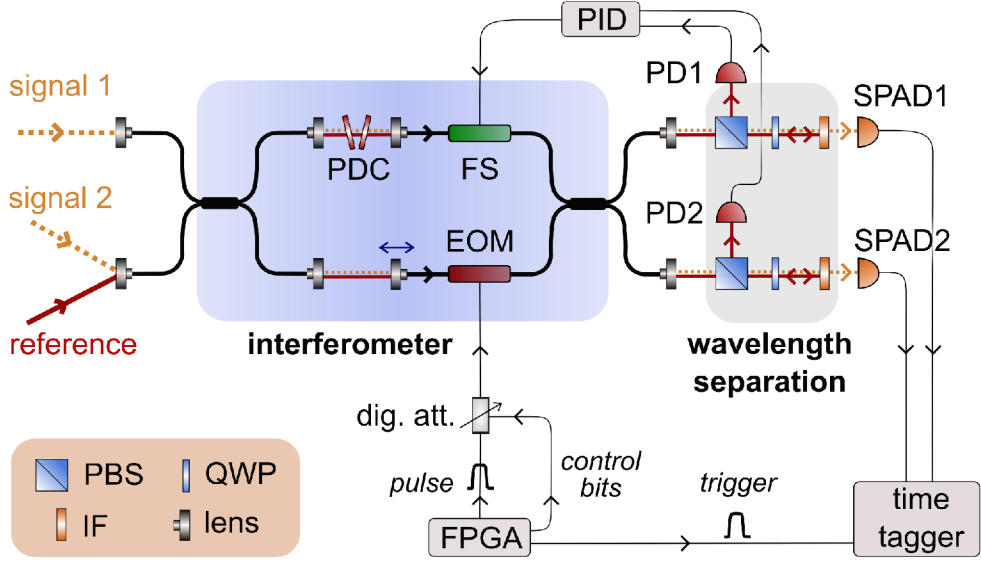 PID
signal 1
PD1
SPAD1
PDC
FS
signal 2
PD2
EOM
SPAD2
reference
interferometer
wavelength
separation
dig. att.
pulse
control
bits
trigger
PBS
QWP
IF
lens
FPGA
time
tagger